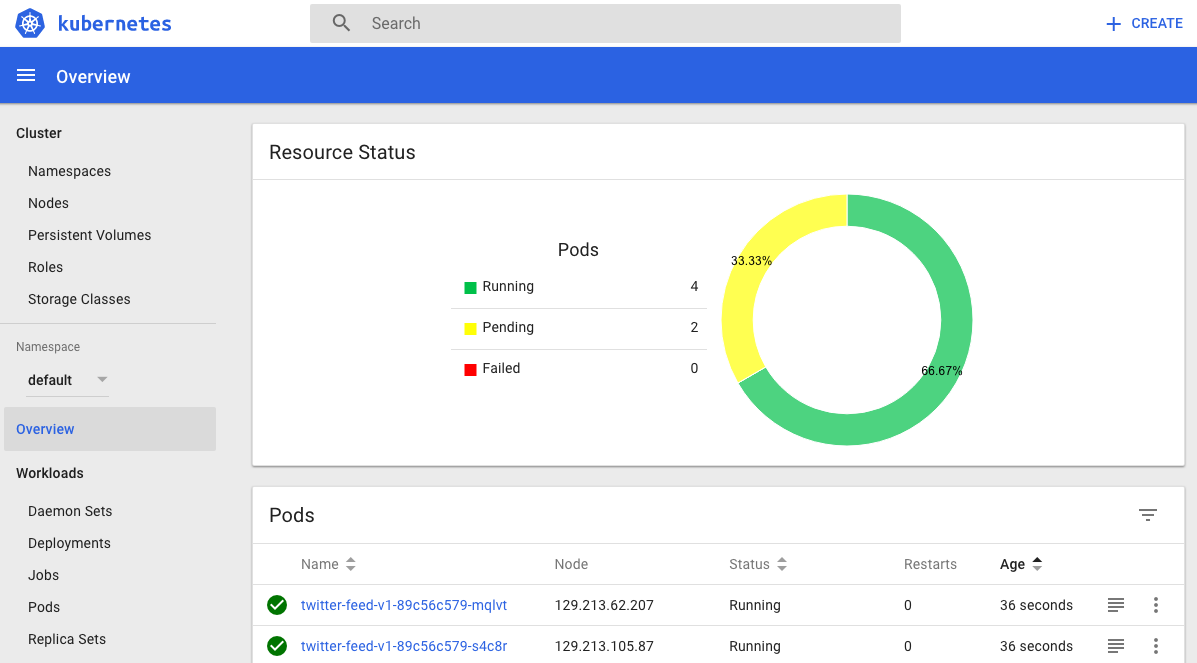 kubernetes
Search
CREATE
Overview
Cluster
Namespaces
Nodes
Persistent Volumes
Roles
Storage Classes
Namespace
default
Overview
Workloads
Daemon Sets
Deployments
Jobs
Pods
Replica Sets
Resource Status
Pods
Running 4
Pending 2
Failed 0
33.33%
66.67%
Pods
Name Node Status Restarts Age
twitter-feed-v1-89c56c579-mqlvt 129.213.62.207 Running 0 36 seconds
twitter-feed-v1-89c56c579-s4c8r 129.213.105.87 Running 0 36 seconds